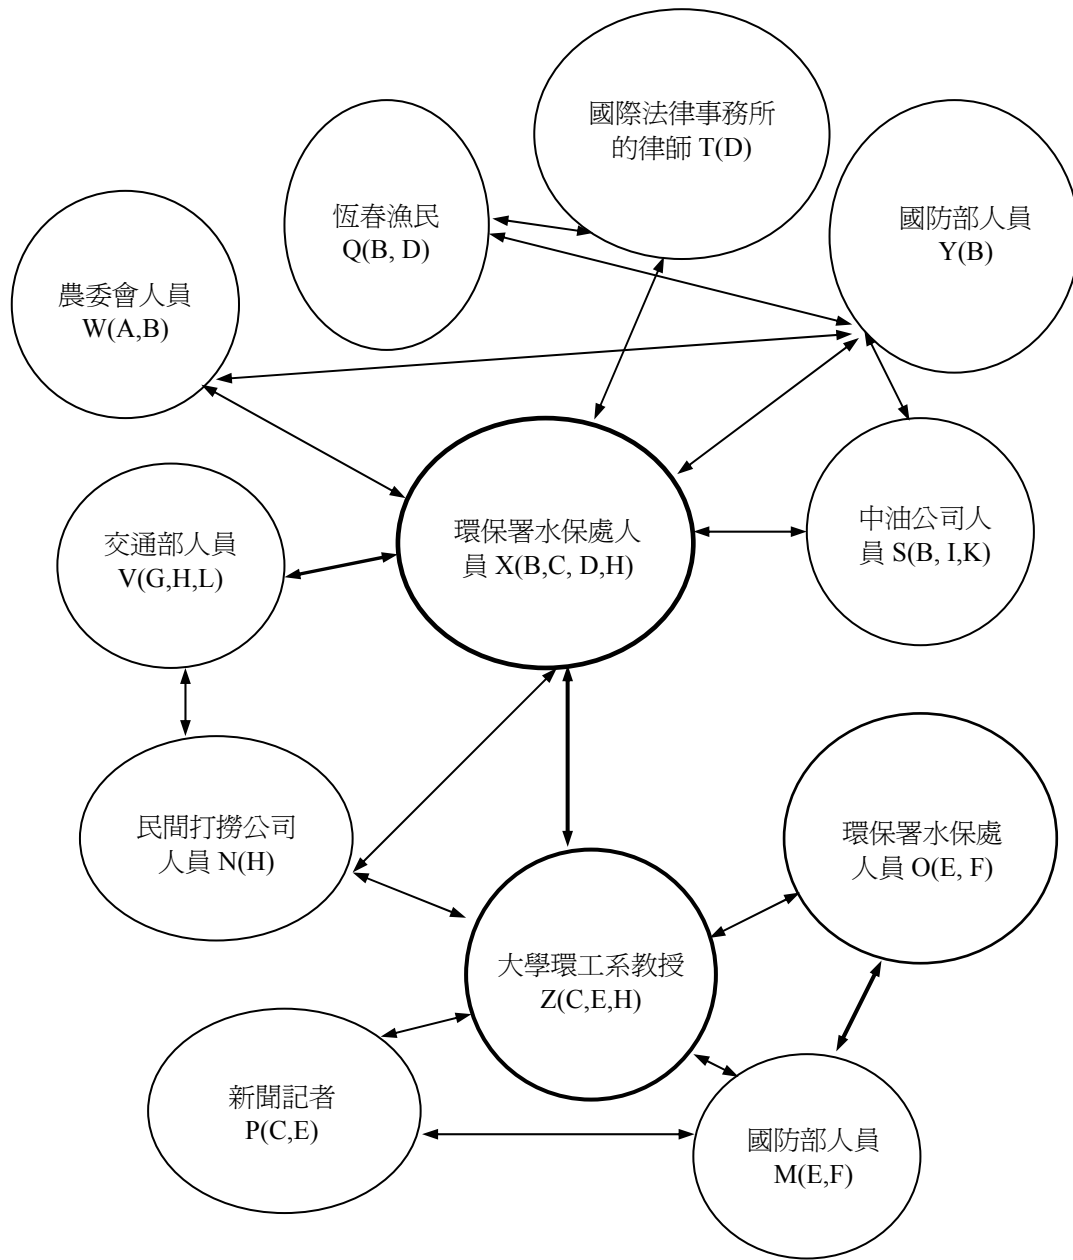 國際法律事務所
的律師 T(D)
恆春漁民
Q(B, D)
國防部人員
Y(B)
農委會人員
W(A,B)
交通部人員
V(G,H,L)
環保署水保處人
員 X(B,C, D,H)
中油公司人
員 S(B, I,K)
民間打撈公司
人員 N(H)
環保署水保處
人員 O(E, F)
大學環工系教授
Z(C,E,H)
新聞記者
P(C,E)
國防部人員
M(E,F)